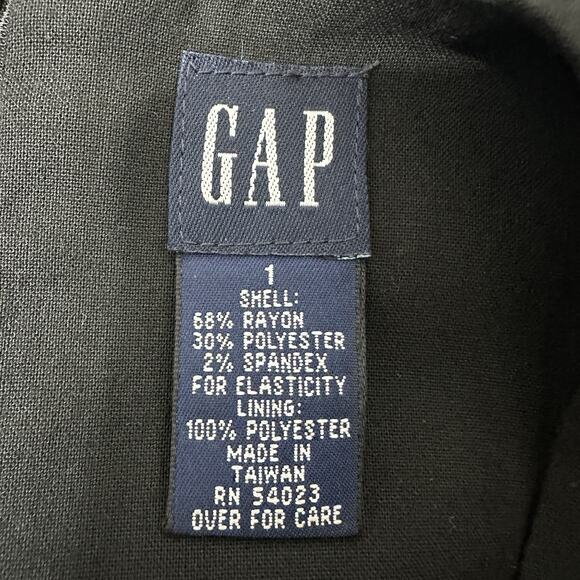 GAP
1
SHELL:
68% RAYON
30% POLYESTER
2% SPANDEX
FOR ELASTICITY
LINING:
100% POLYESTER
MADE IN
TAIWAN
RN 54023
OVER FOR CARE